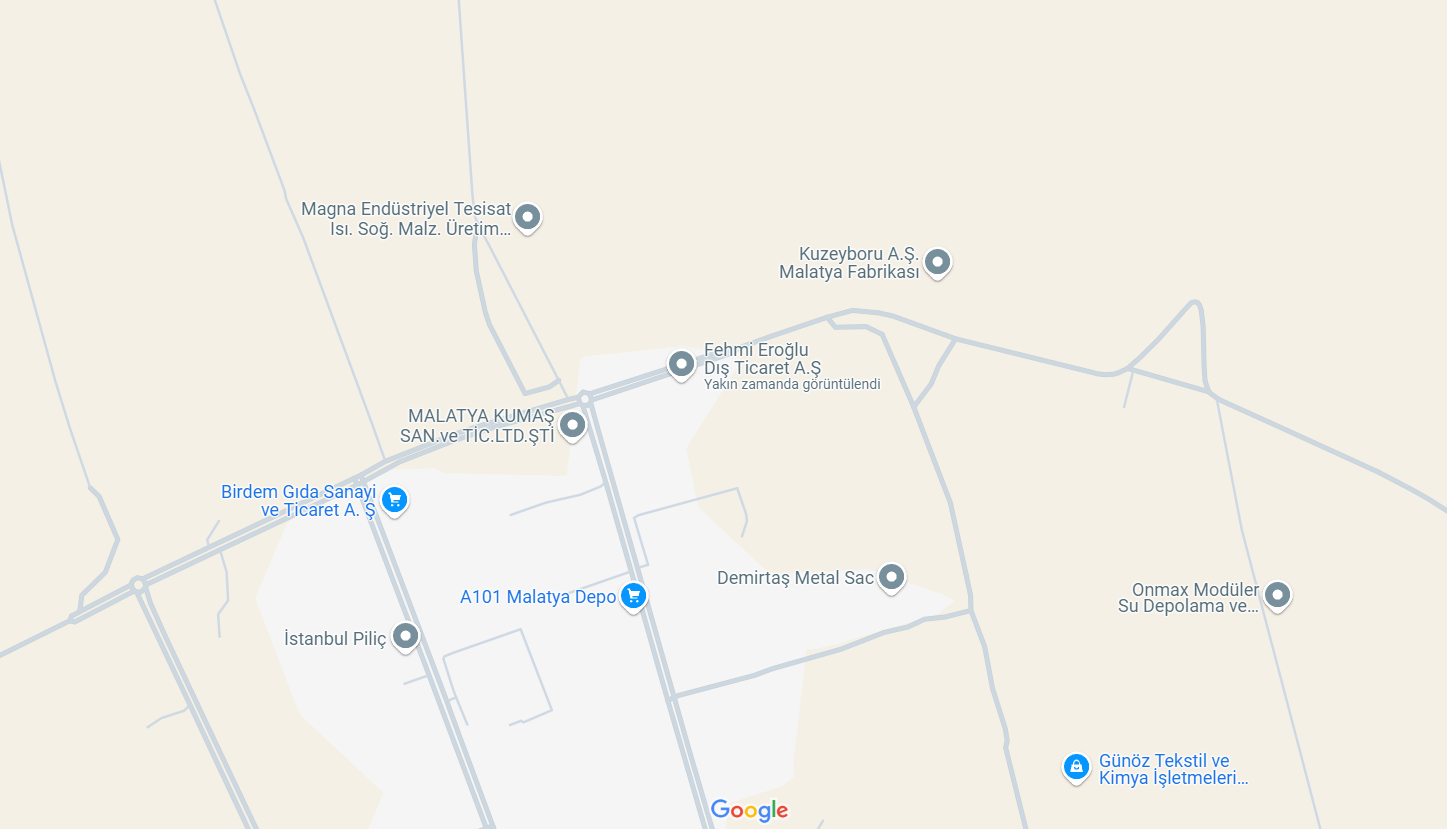 Magna Endüstriyel Tesisat
Isı. Soğ. Malz. Üretim...
Kuzeyboru A.Ş.
Malatya Fabrikası
Fehmi Eroğlu
Dış Ticaret A.Ş
Yakın zamanda görüntülendi
MALATYA KUMAŞ
SAN.ve TİC.LTD.ŞTİ
Birdem Gıda Sanayi
ve Ticaret A. Ş
Demirtaş Metal Sac
A101 Malatya Depo
Onmax Modüler
Su Depolama ve...
İstanbul Piliç
Günöz Tekstil ve
Kimya İşletmeleri...
Google